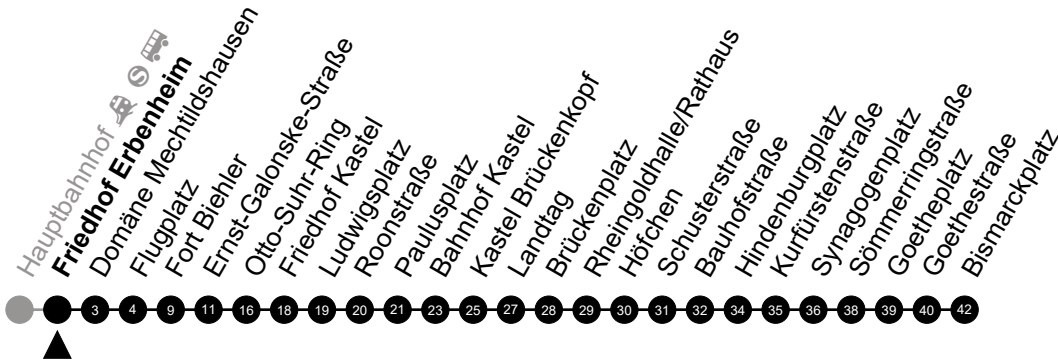 Hauptbahnhof S
Friedhof Erbenheim
Domäne Mechtildshausen
Flugplatz
Fort Biehler
Ernst-Galonske-Straße
Otto-Suhr-Ring
Friedhof Kastel
Ludwigsplatz
Roonstraße
Paulusplatz
Bahnhof Kastel
Kastel Brückenkopf
Landtag
Brückenplatz
Rheingoldhalle/Rathaus
Höfchen
Schusterstraße
Bauhofstraße
Hindenburgplatz
Kurfürstenstraße
Synagogenplatz
Sömmerringstraße
Goetheplatz
Goethestraße
Bismarckplatz
3 4 9 11 16 18 19 20 21 23 25 27 28 29 30 31 32 34 35 36 38 39 40 42